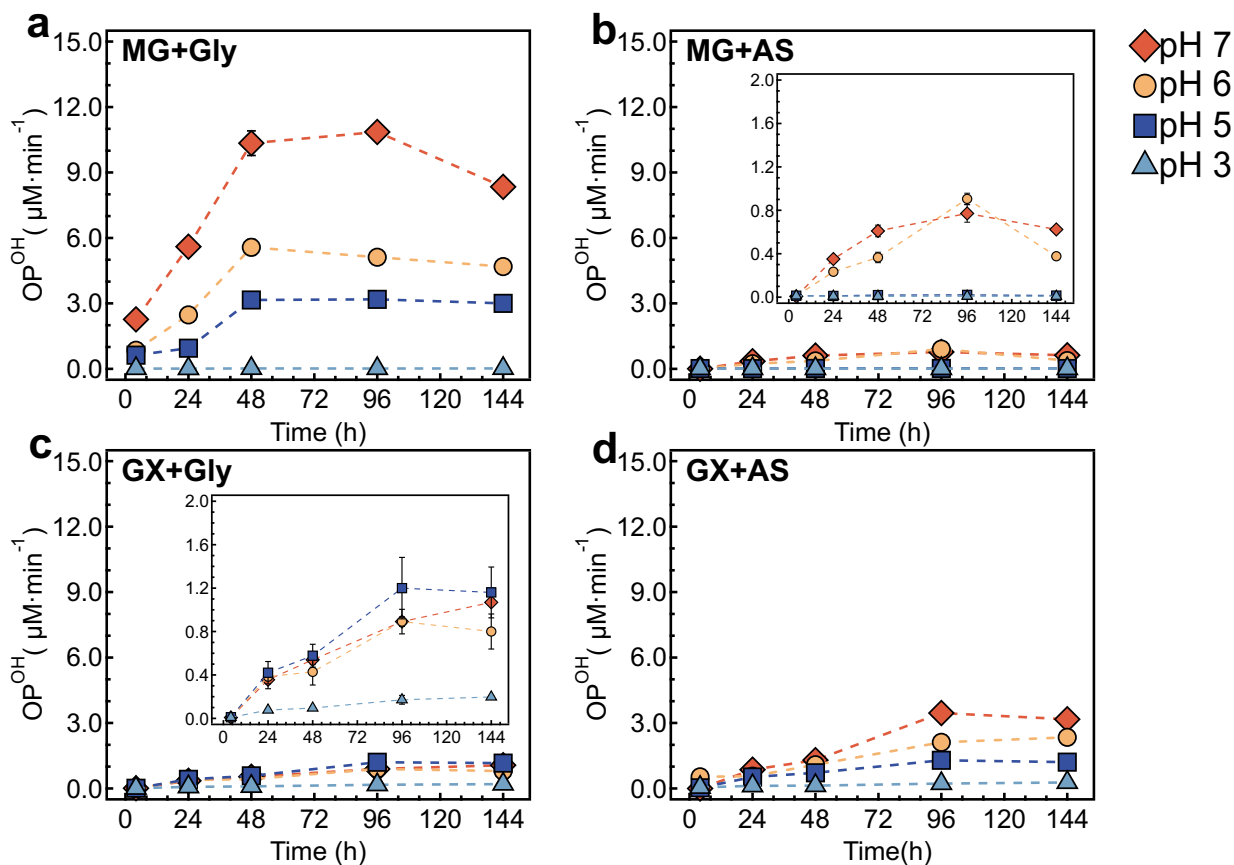 a
MG+Gly
15.0
12.0
9.0
6.0
3.0
0.0
OP^OH( µM·min^-1)
0 24 48 72 96 120 144
Time (h)
b
MG+AS
15.0
12.0
9.0
6.0
3.0
0.0
OP^OH( µM·min^-1)
2.0
1.6
1.2
0.8
0.4
0.0
0 24 48 72 96 120 144
0 24 48 72 96 120 144
Time (h)
pH 7
pH 6
pH 5
pH 3
c
GX+Gly
15.0
12.0
9.0
6.0
3.0
0.0
OP^OH( µM·min^-1)
2.0
1.6
1.2
0.8
0.4
0.0
0 24 48 72 96 120 144
0 24 48 72 96 120 144
Time (h)
d
GX+AS
15.0
12.0
9.0
6.0
3.0
0.0
OP^OH( µM·min^-1)
0 24 48 72 96 120 144
Time(h)